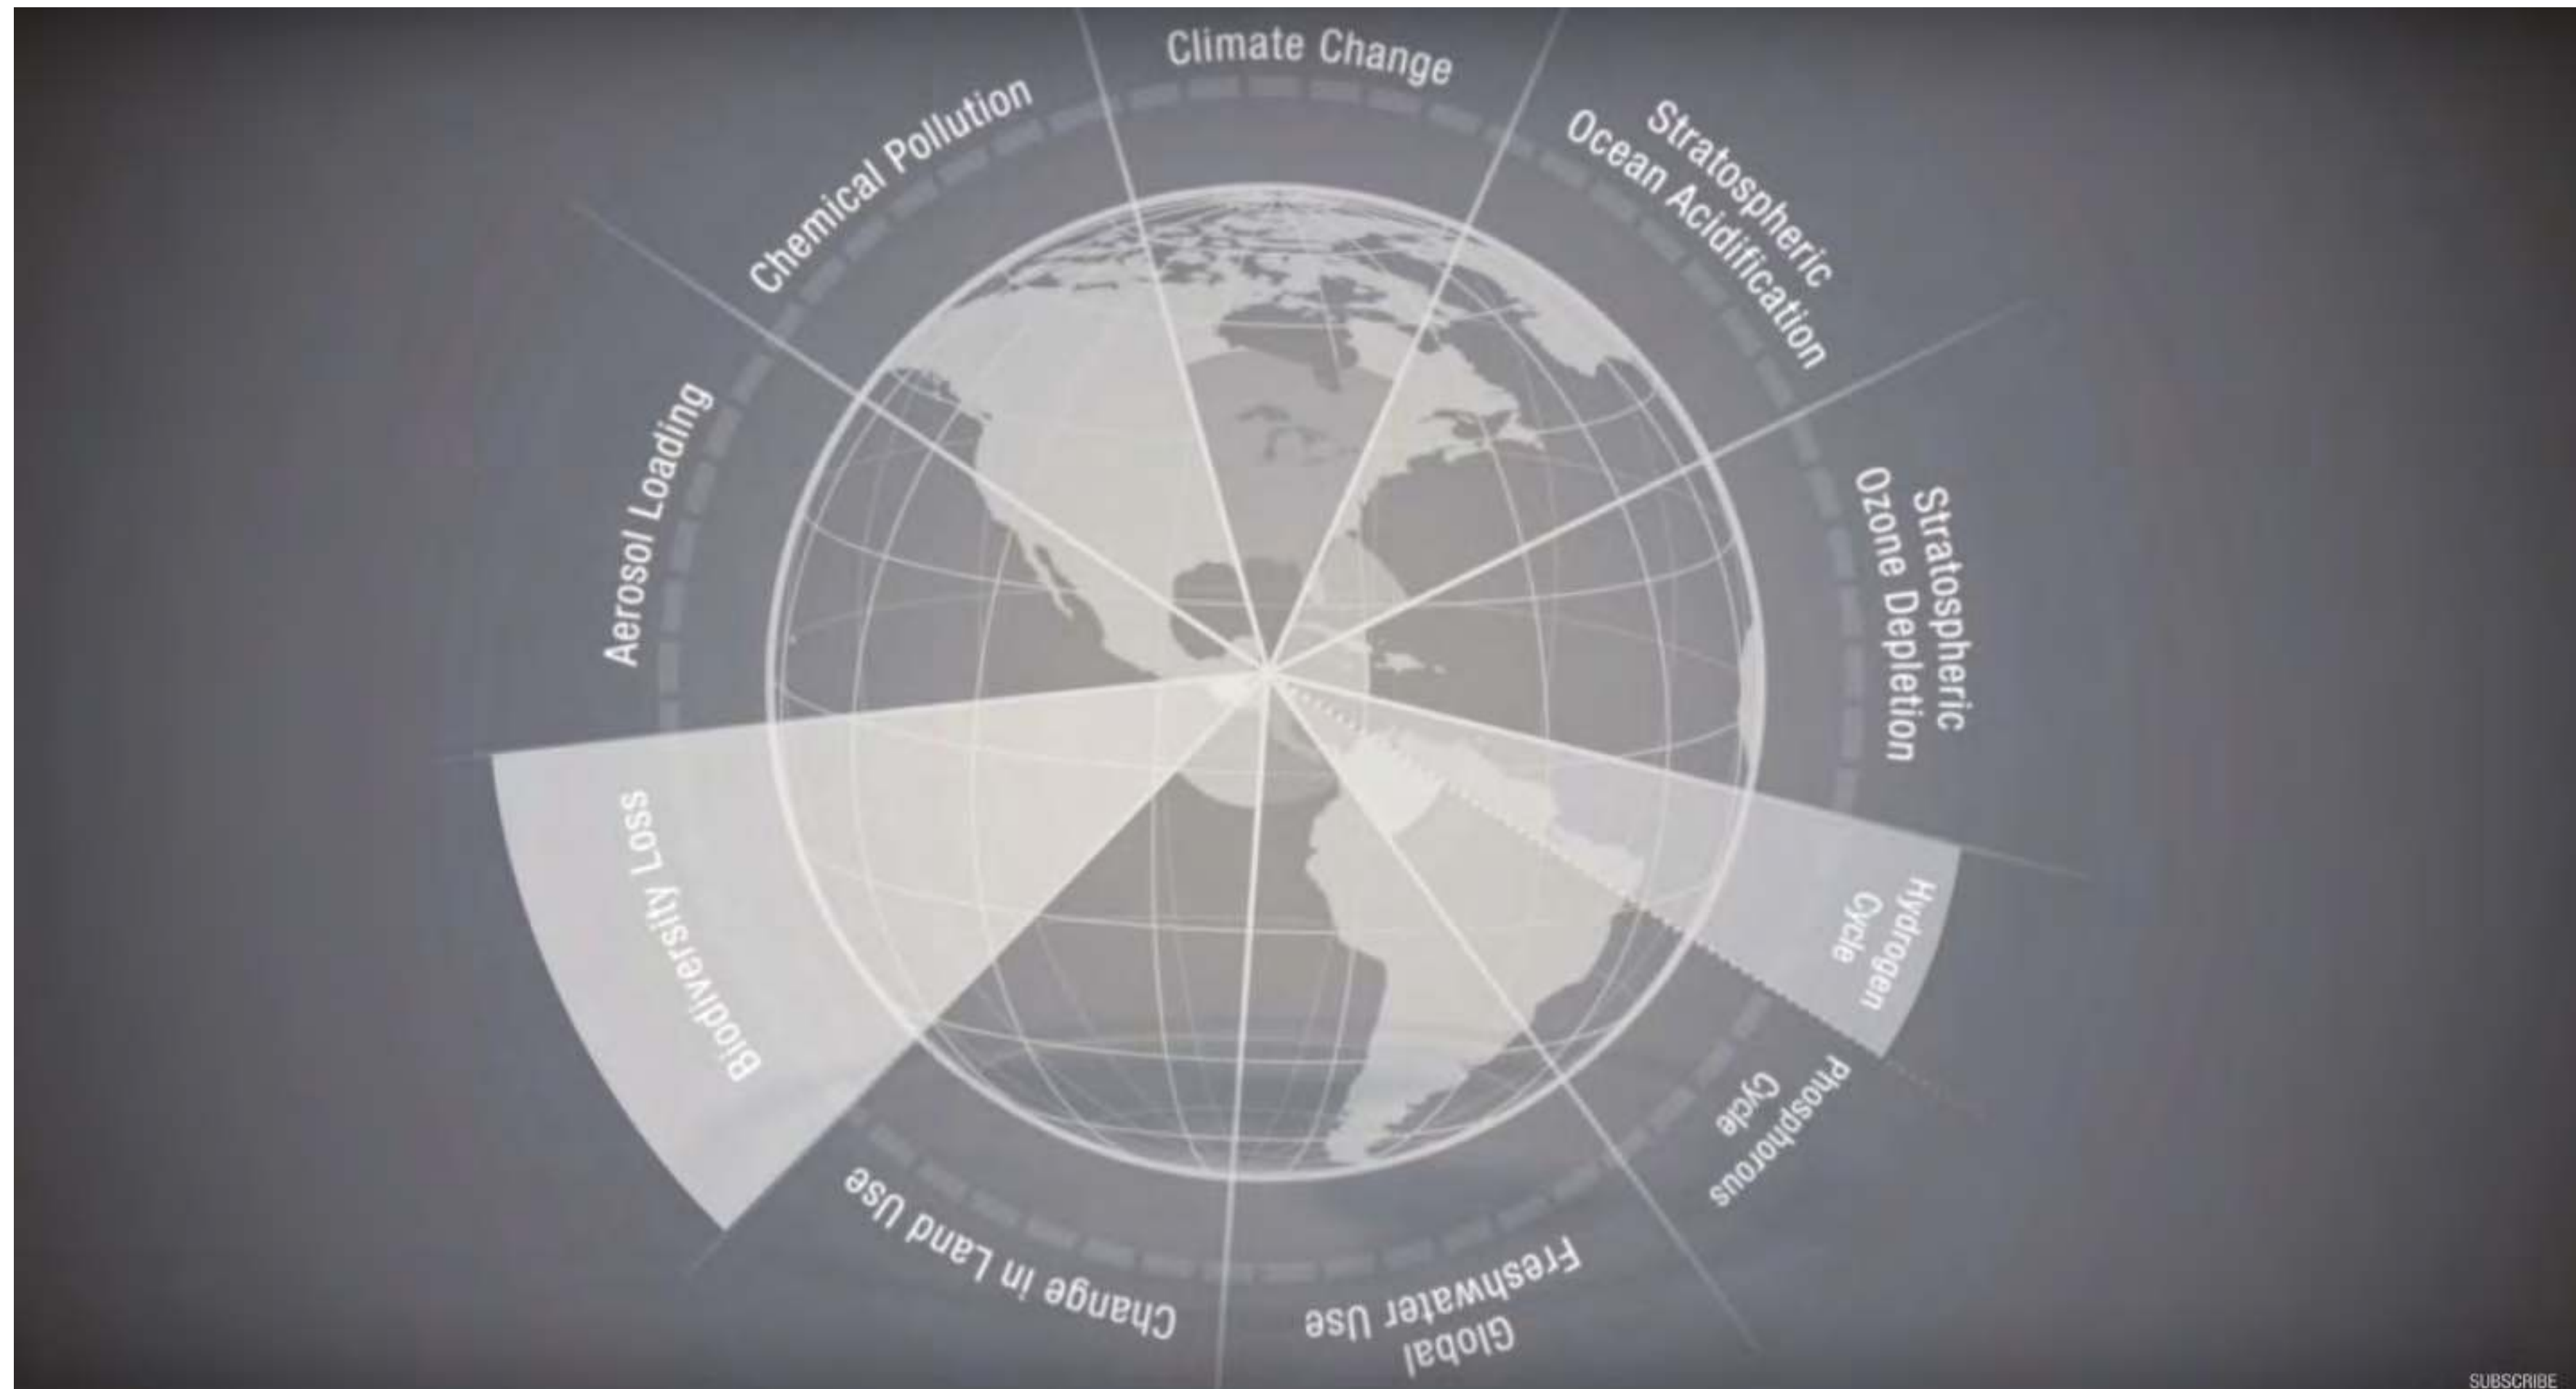 Climate Change
Stratospheric
Ocean Acidification
Stratospheric
Ozone Depletion
Hydrogen
Cycle
Phosphorous
Cycle
Global
Freshwater Use
Change in Land Use
Biodiversity Loss
Aerosol Loading
Chemical Pollution
SUBSCRIBE